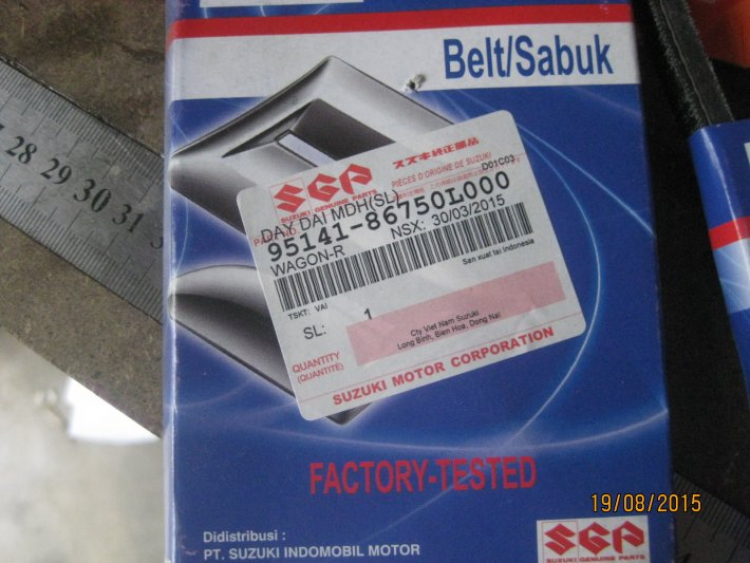 Belt/Sabuk
28 29 30 31
SGP
SUZUKI GENUINE PARTS
スズキ純正部品
PIÈCES D'ORIGINE DE SUZUKI
D01C03
DAY DAI MDH(SL)
PART NO.
95141-86750L000
WAGON-R
NSX: 30/03/2015
TSKT: VAI
San xuat tai Indonesia
SL: 1
Cty Viet Nam Suzuki
Long Binh, Bien Hoa, Dong Nai
QUANTITY
(QUANTITÉ)
SUZUKI MOTOR CORPORATION
FACTORY-TESTED
19/08/2015
Didistribusi :
PT. SUZUKI INDOMOBIL MOTOR
SGP
SUZUKI GENUINE PARTS